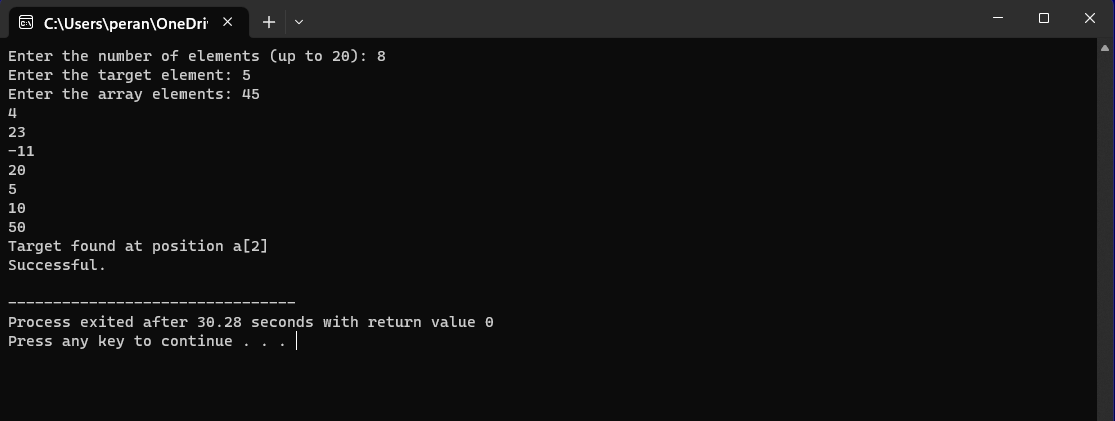 C:\Users\peran\OneDri
Enter the number of elements (up to 20): 8
Enter the target element: 5
Enter the array elements: 45
4
23
-11
20
5
10
50
Target found at position a[2]
Successful.
--------------------------------
Process exited after 30.28 seconds with return value 0
Press any key to continue . . .